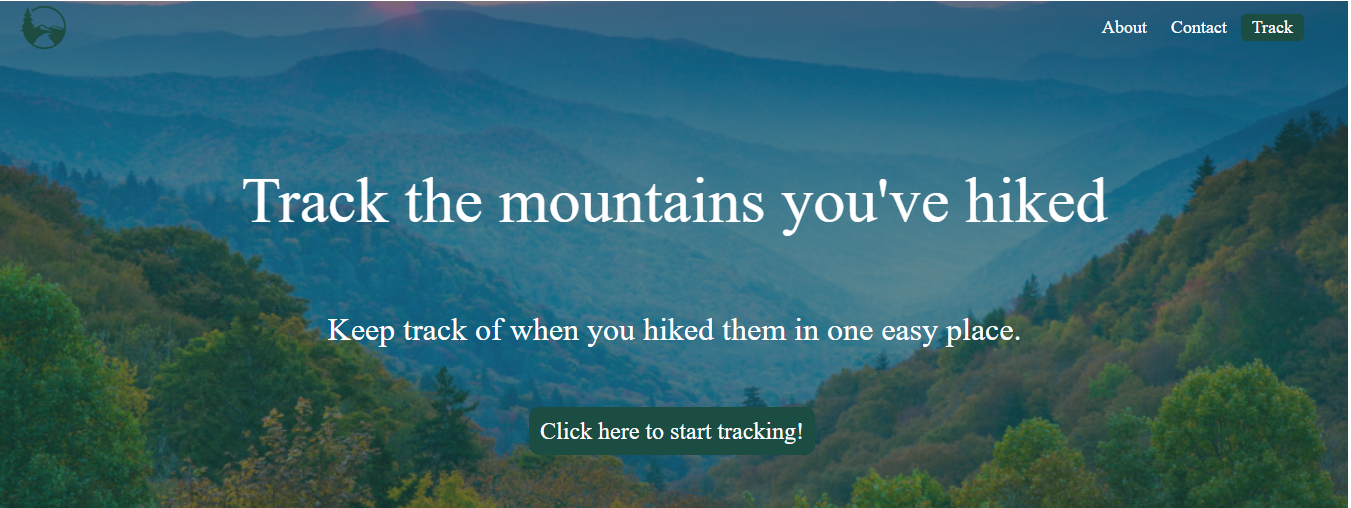 About Contact Track
Track the mountains you've hiked
Keep track of when you hiked them in one easy place.
Click here to start tracking!